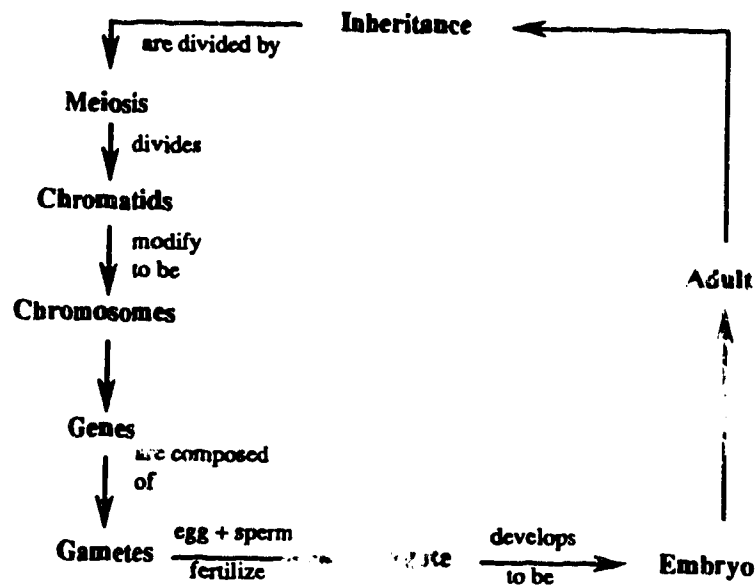 Inheritance
are divided by
Meiosis
divides
Chromatids
modify
to be
Chromosomes
Adult
Genes
are composed
of
egg + sperm
Gametes
fertilize
develops
to be
Embryo